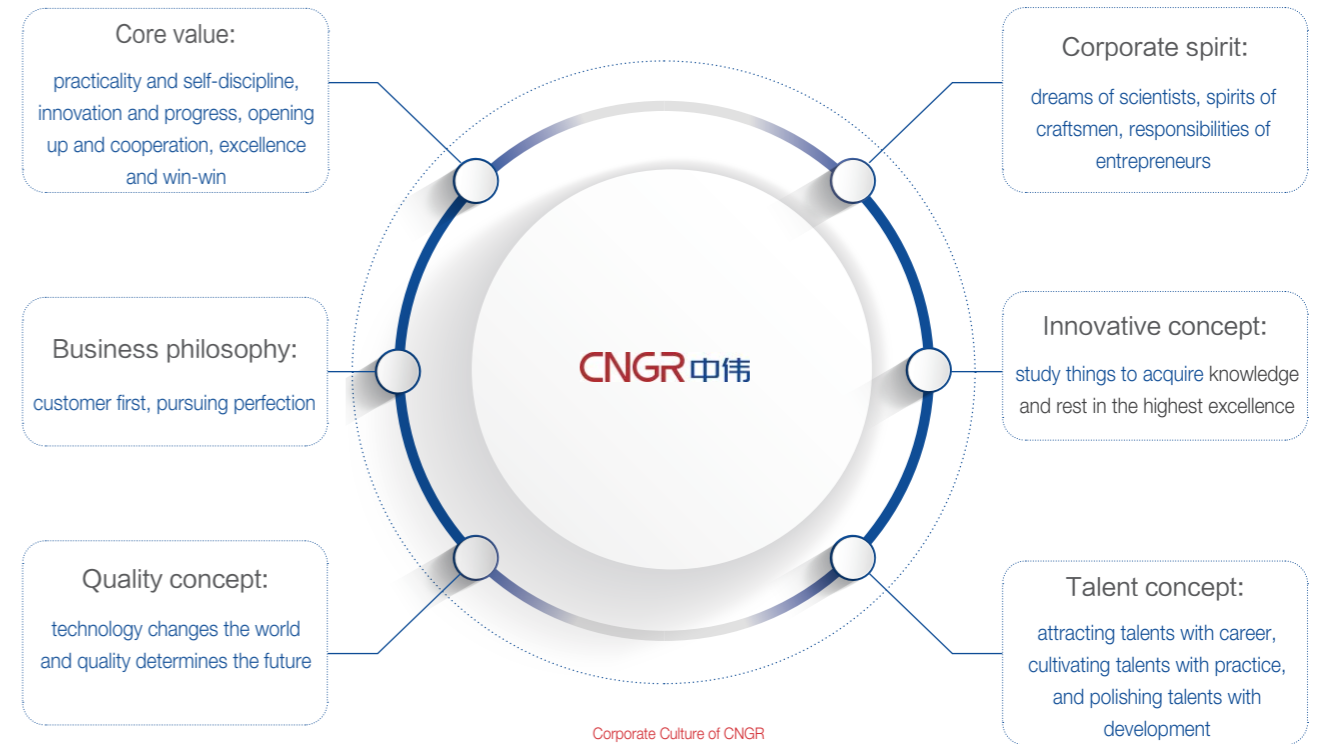 Core value:
practicality and self-discipline,
innovation and progress, opening
up and cooperation, excellence
and win-win
Business philosophy:
customer first, pursuing perfection
Quality concept:
technology changes the world
and quality determines the future
CNGR中伟
Corporate spirit:
dreams of scientists, spirits of
craftsmen, responsibilities of
entrepreneurs
Innovative concept:
study things to acquire knowledge
and rest in the highest excellence
Talent concept:
attracting talents with career,
cultivating talents with practice,
and polishing talents with
development
Corporate Culture of CNGR